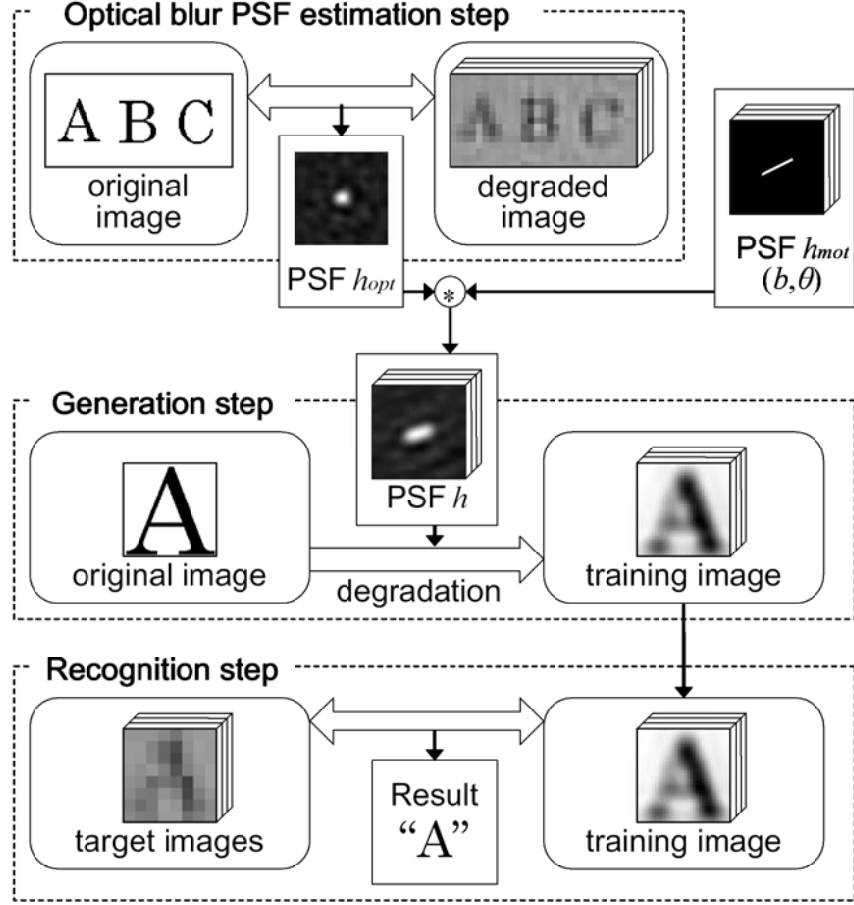 Optical blur PSF estimation step
A B C
original
image
A B C
degraded
image
PSF hopt
*
PSF hmot
(b,θ)
Generation step
A
original image
PSF h
degradation
A
training image
Recognition step
A
target images
Result
“A”
A
training image